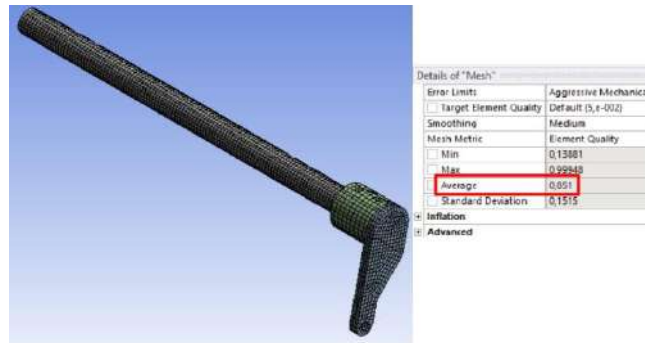 Details of "Mesh"
Error Limits Aggressive Mechanica
Target Element Quality Default (5,e-002)
Smoothing Medium
Mesh Metric Element Quality
Min 0,13881
Max 0,99948
Average 0,851
Standard Deviation 0,1515
Inflation
Advanced